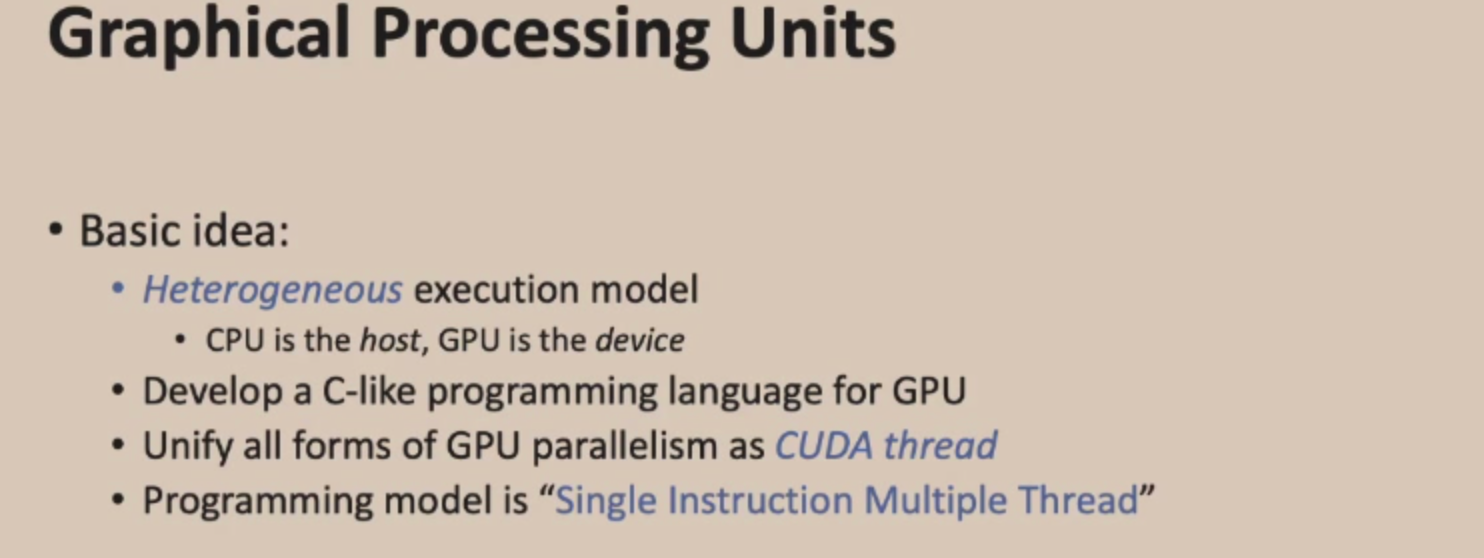 Graphical Processing Units
• Basic idea:
• Heterogeneous execution model
• CPU is the host, GPU is the device
• Develop a C-like programming language for GPU
• Unify all forms of GPU parallelism as CUDA thread
• Programming model is “Single Instruction Multiple Thread”